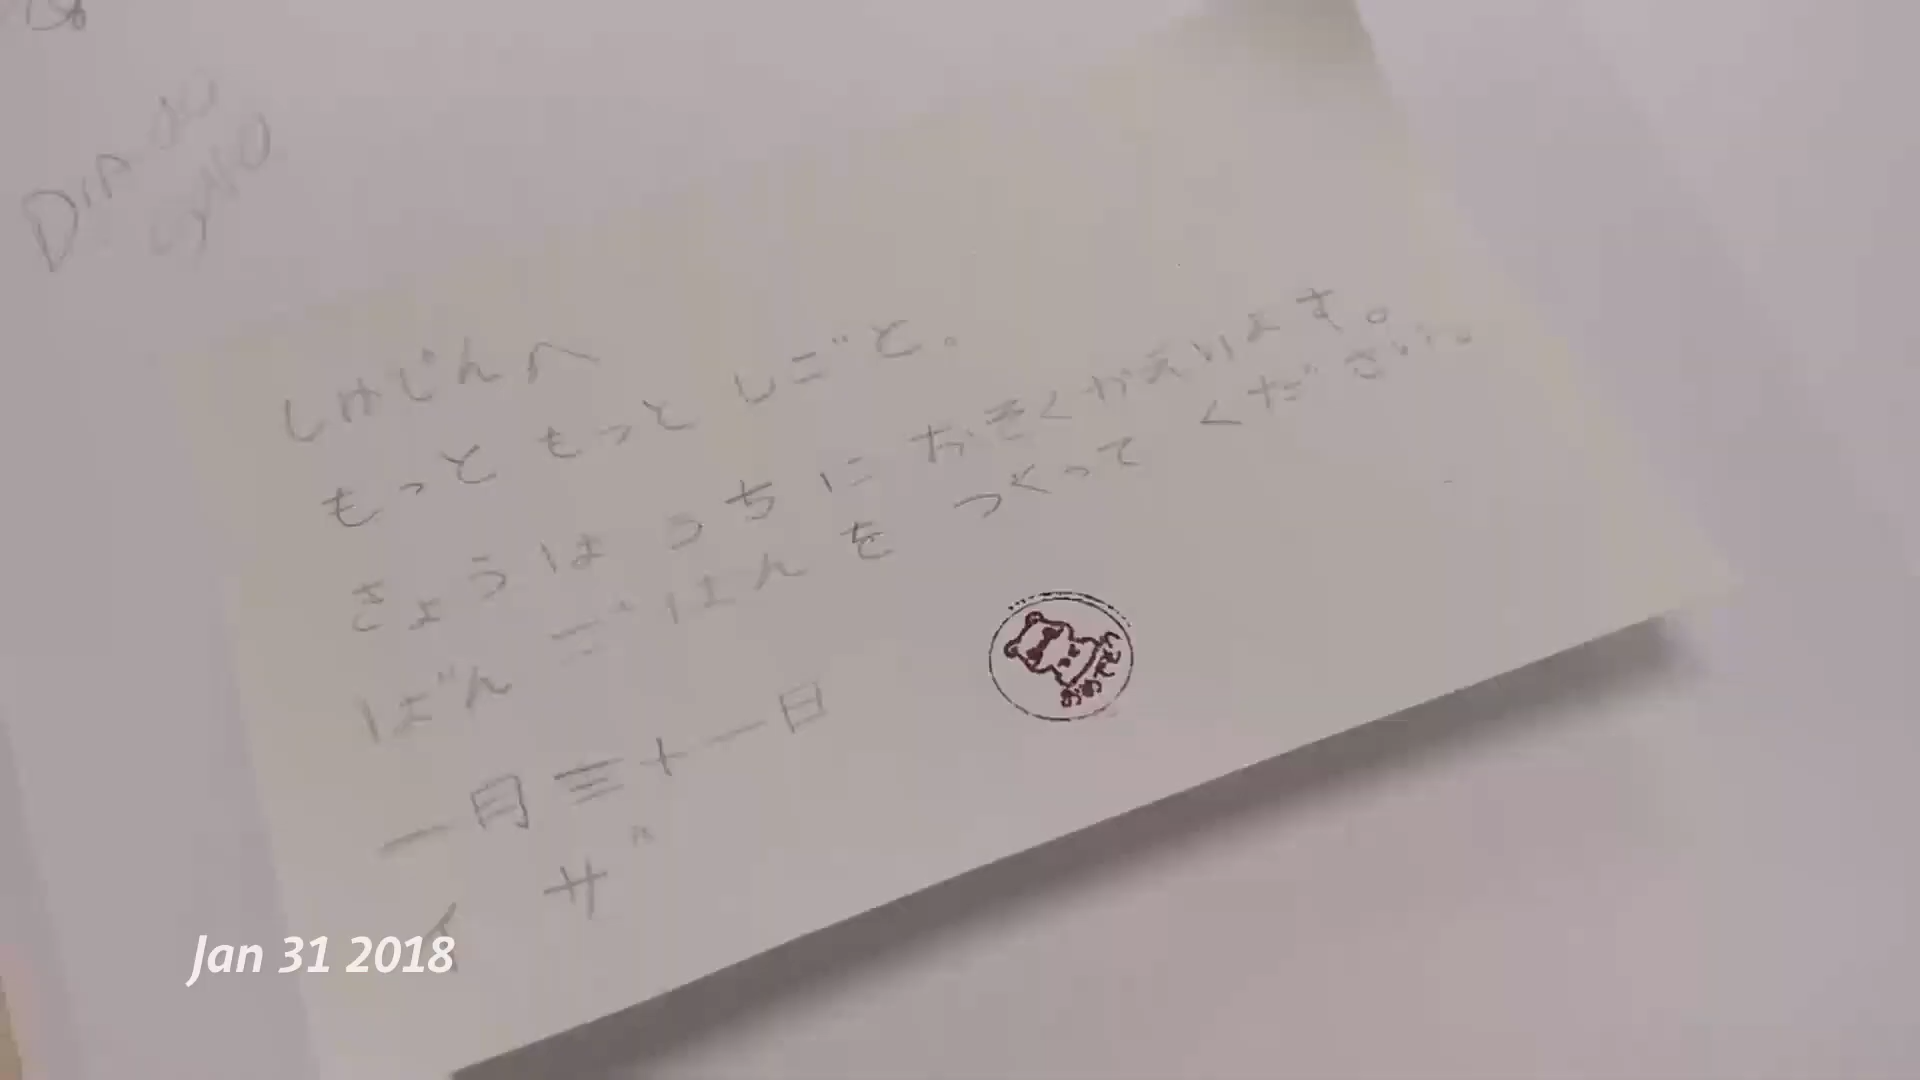 しゅじんへ
もっと もっと しごと。
きょうは うちに おそくかえります。
ばんごはんを つくって ください。
一月三十一日
イザ
Jan 31 2018